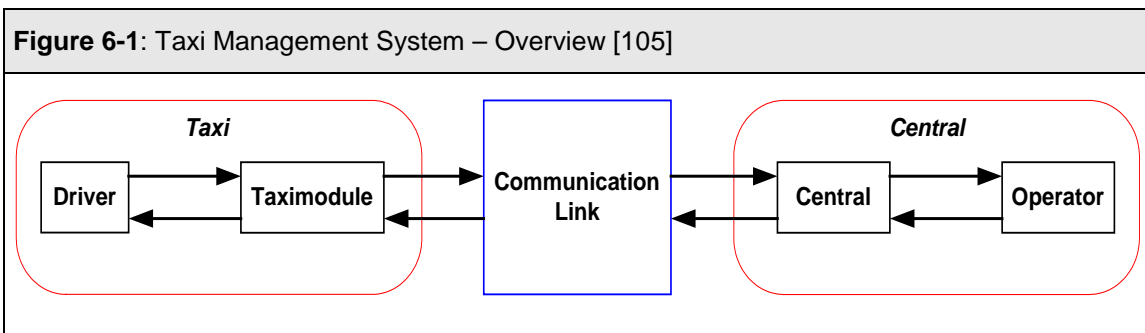 Figure 6-1: Taxi Management System – Overview [105]
Taxi
Central
Driver
Taximodule
Communication
Link
Central
Operator